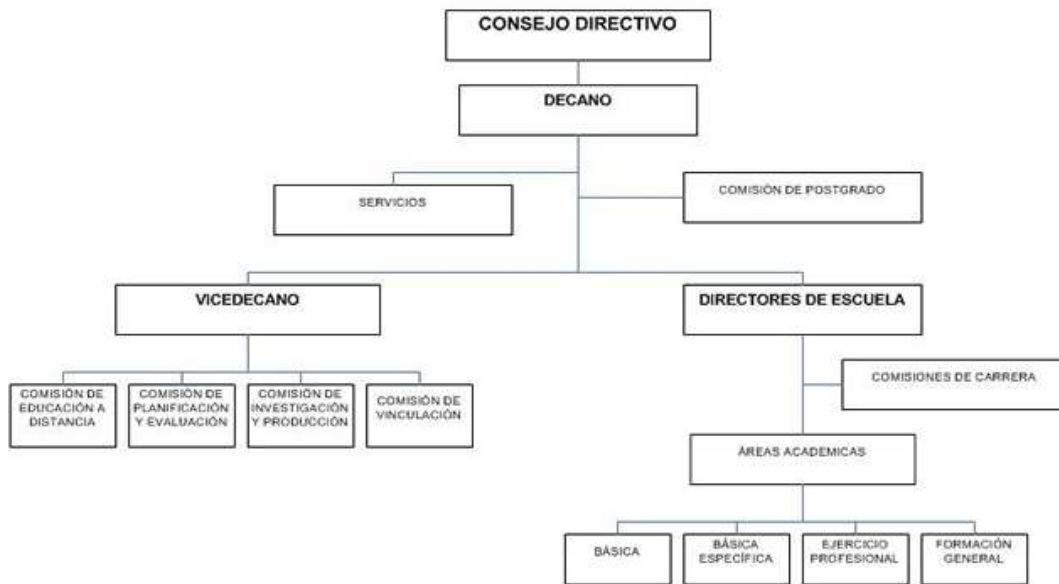 CONSEJO DIRECTIVO
DECANO
SERVICIOS
COMISIÓN DE POSTGRADO
VICEDECANO
DIRECTORES DE ESCUELA
COMISIÓN DE
EDUCACIÓN A
DISTANCIA
COMISIÓN DE
PLANIFICACIÓN
Y EVALUACIÓN
COMISIÓN DE
INVESTIGACIÓN
Y PRODUCCIÓN
COMISIÓN DE
VINCULACIÓN
COMISIONES DE CARRERA
ÁREAS ACADEMICAS
BÁSICA
BÁSICA
ESPECÍFICA
EJERCICIO
PROFESIONAL
FORMACIÓN
GENERAL